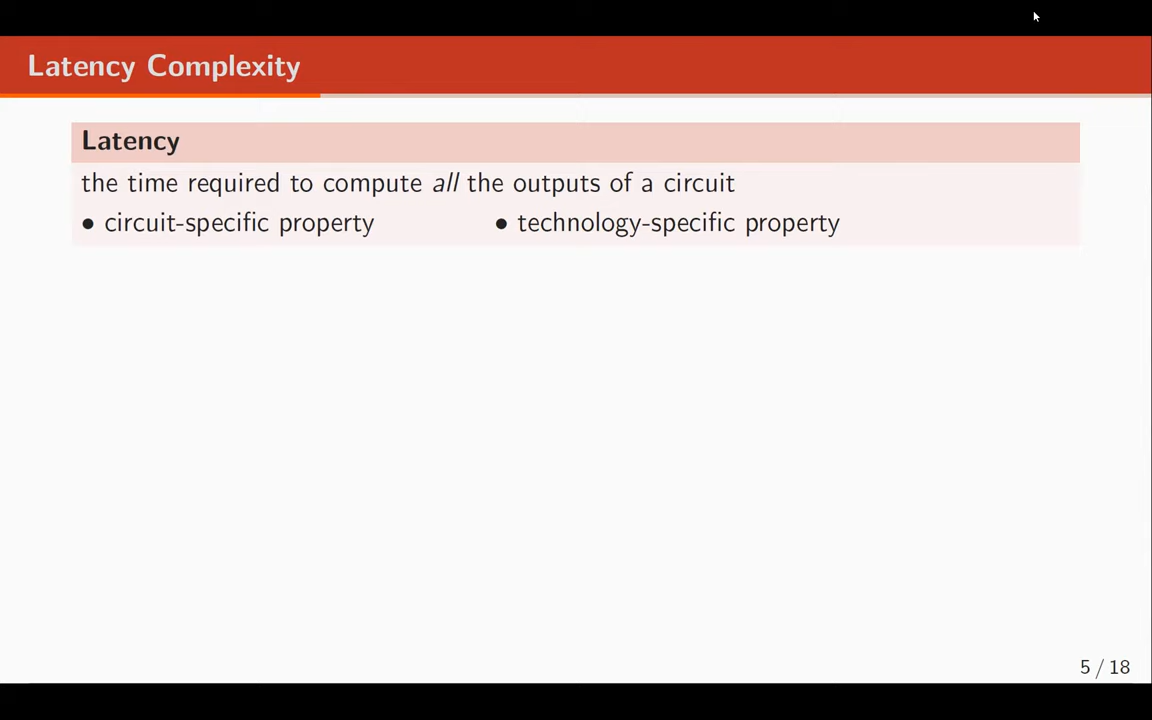 Latency Complexity
Latency
the time required to compute all the outputs of a circuit
• circuit-specific property • technology-specific property
5 / 18